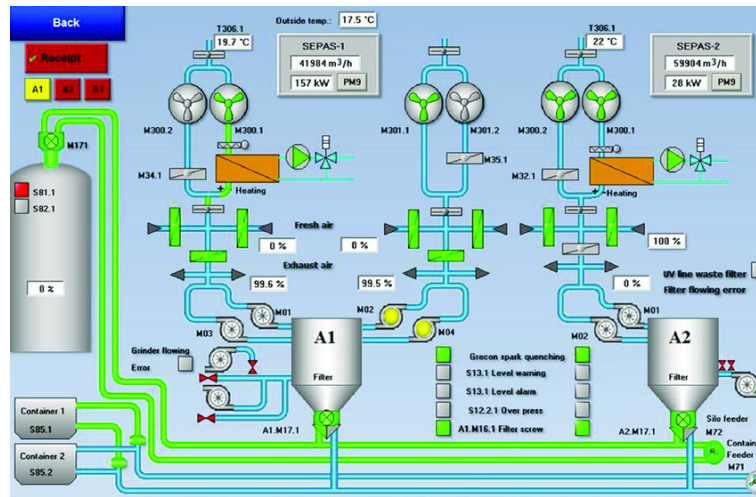 Back
Outside temp.: 17.5 °C
T306.1
19.7 °C
SEPAS-1
41984 m³/h
157 kW PM9
T306.1
22 °C
SEPAS-2
59904 m³/h
28 kW PM9
Receipt
A1
M171
M300.2
M300.1
M301.1
M301.2
M300.2
M300.1
M34.1
M35.1
M32.1
Heating
Heating
S81.1
S82.1
0 %
Fresh air
0 %
0 %
100 %
Exhaust air
99.6 %
99.5 %
0 %
UV line waste filter
Filter flowing error
M01
M02
M01
M03
M04
M02
A1
A2
Grinder flowing
Error
Filter
Filter
Grecon spark quenching
S13.1 Level warning
S13.1 Level alarm
S12.2.1 Over press
A1.M16.1 Filter screw
A1.M17.1
A2.M17.1
Silo feeder
M72
Contain
Feeder
M71
Container 1
S85.1
Container 2
S85.2